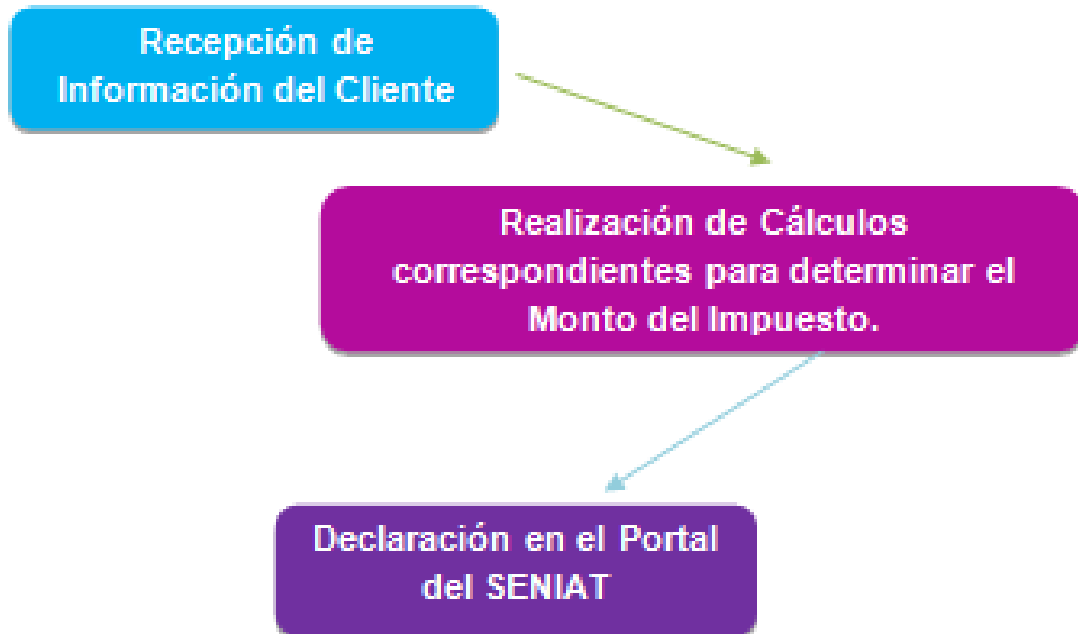 Recepción de
Información del Cliente
Realización de Cálculos
correspondientes para determinar el
Monto del Impuesto.
Declaración en el Portal
del SENIAT